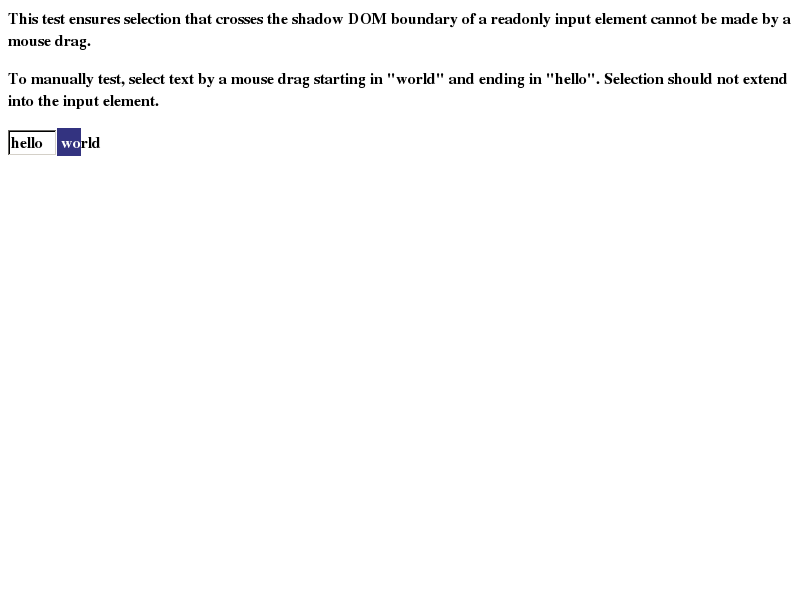 This test ensures selection that crosses the shadow DOM boundary of a readonly input element cannot be made by a
mouse drag.
To manually test, select text by a mouse drag starting in "world" and ending in "hello". Selection should not extend
into the input element.
hello world